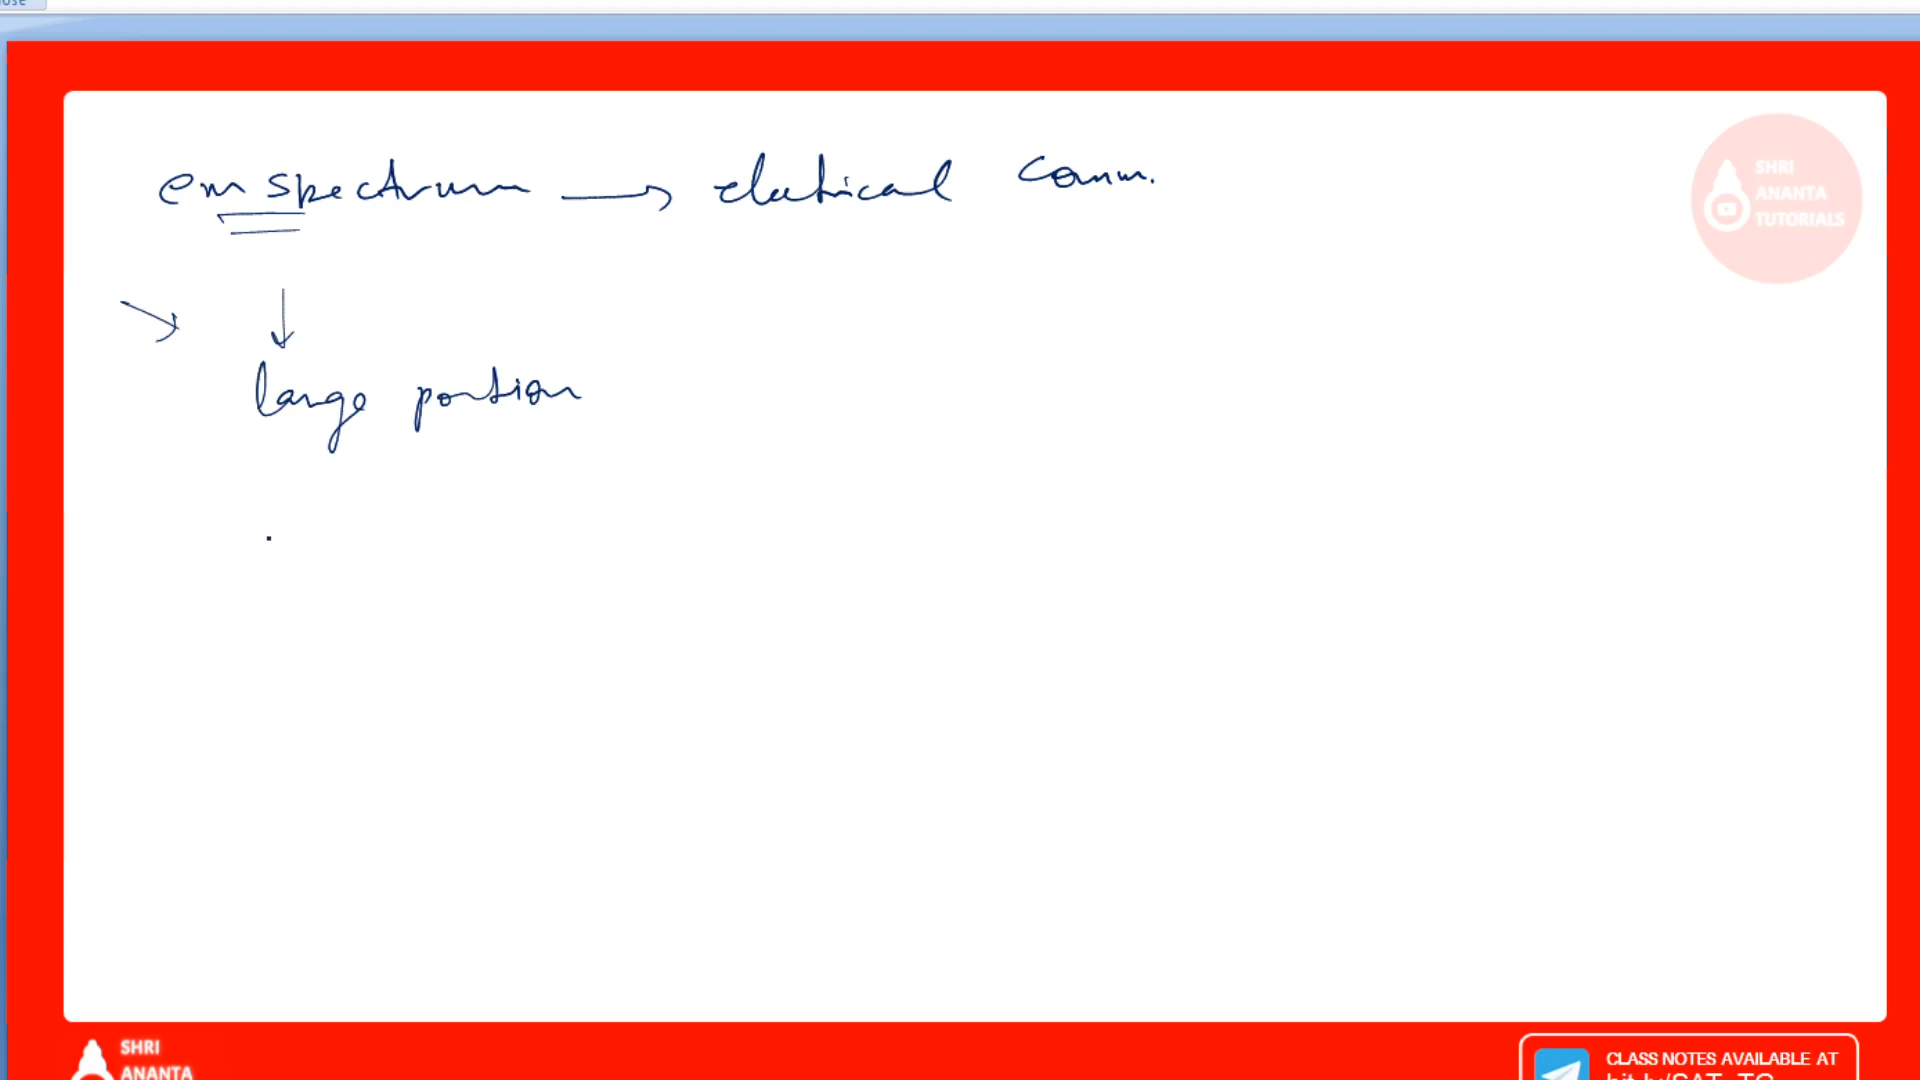 em spectrum → electrical comm.
large portion
SHRI
ANANTA
TUTORIALS
SHRI
ANANTA
CLASS NOTES AVAILABLE AT